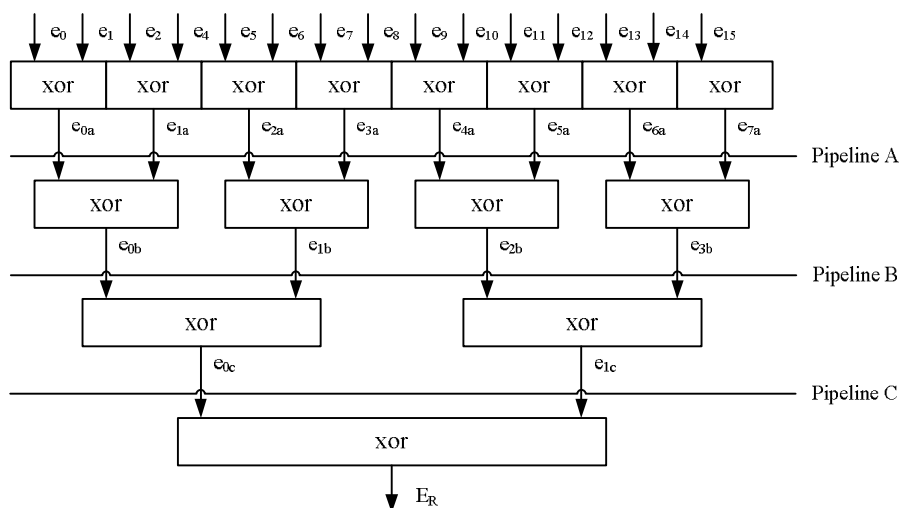 e₀ e₁ e₂ e₄ e₅ e₆ e₇ e₈ e₉ e₁₀ e₁₁ e₁₂ e₁₃ e₁₄ e₁₅
xor xor xor xor xor xor xor xor
e₀ₐ e₁ₐ e₂ₐ e₃ₐ e₄ₐ e₅ₐ e₆ₐ e₇ₐ
Pipeline A
xor xor xor xor
e0b e1b e2b e3b
Pipeline B
xor xor
e0c e1c
Pipeline C
xor
E_R